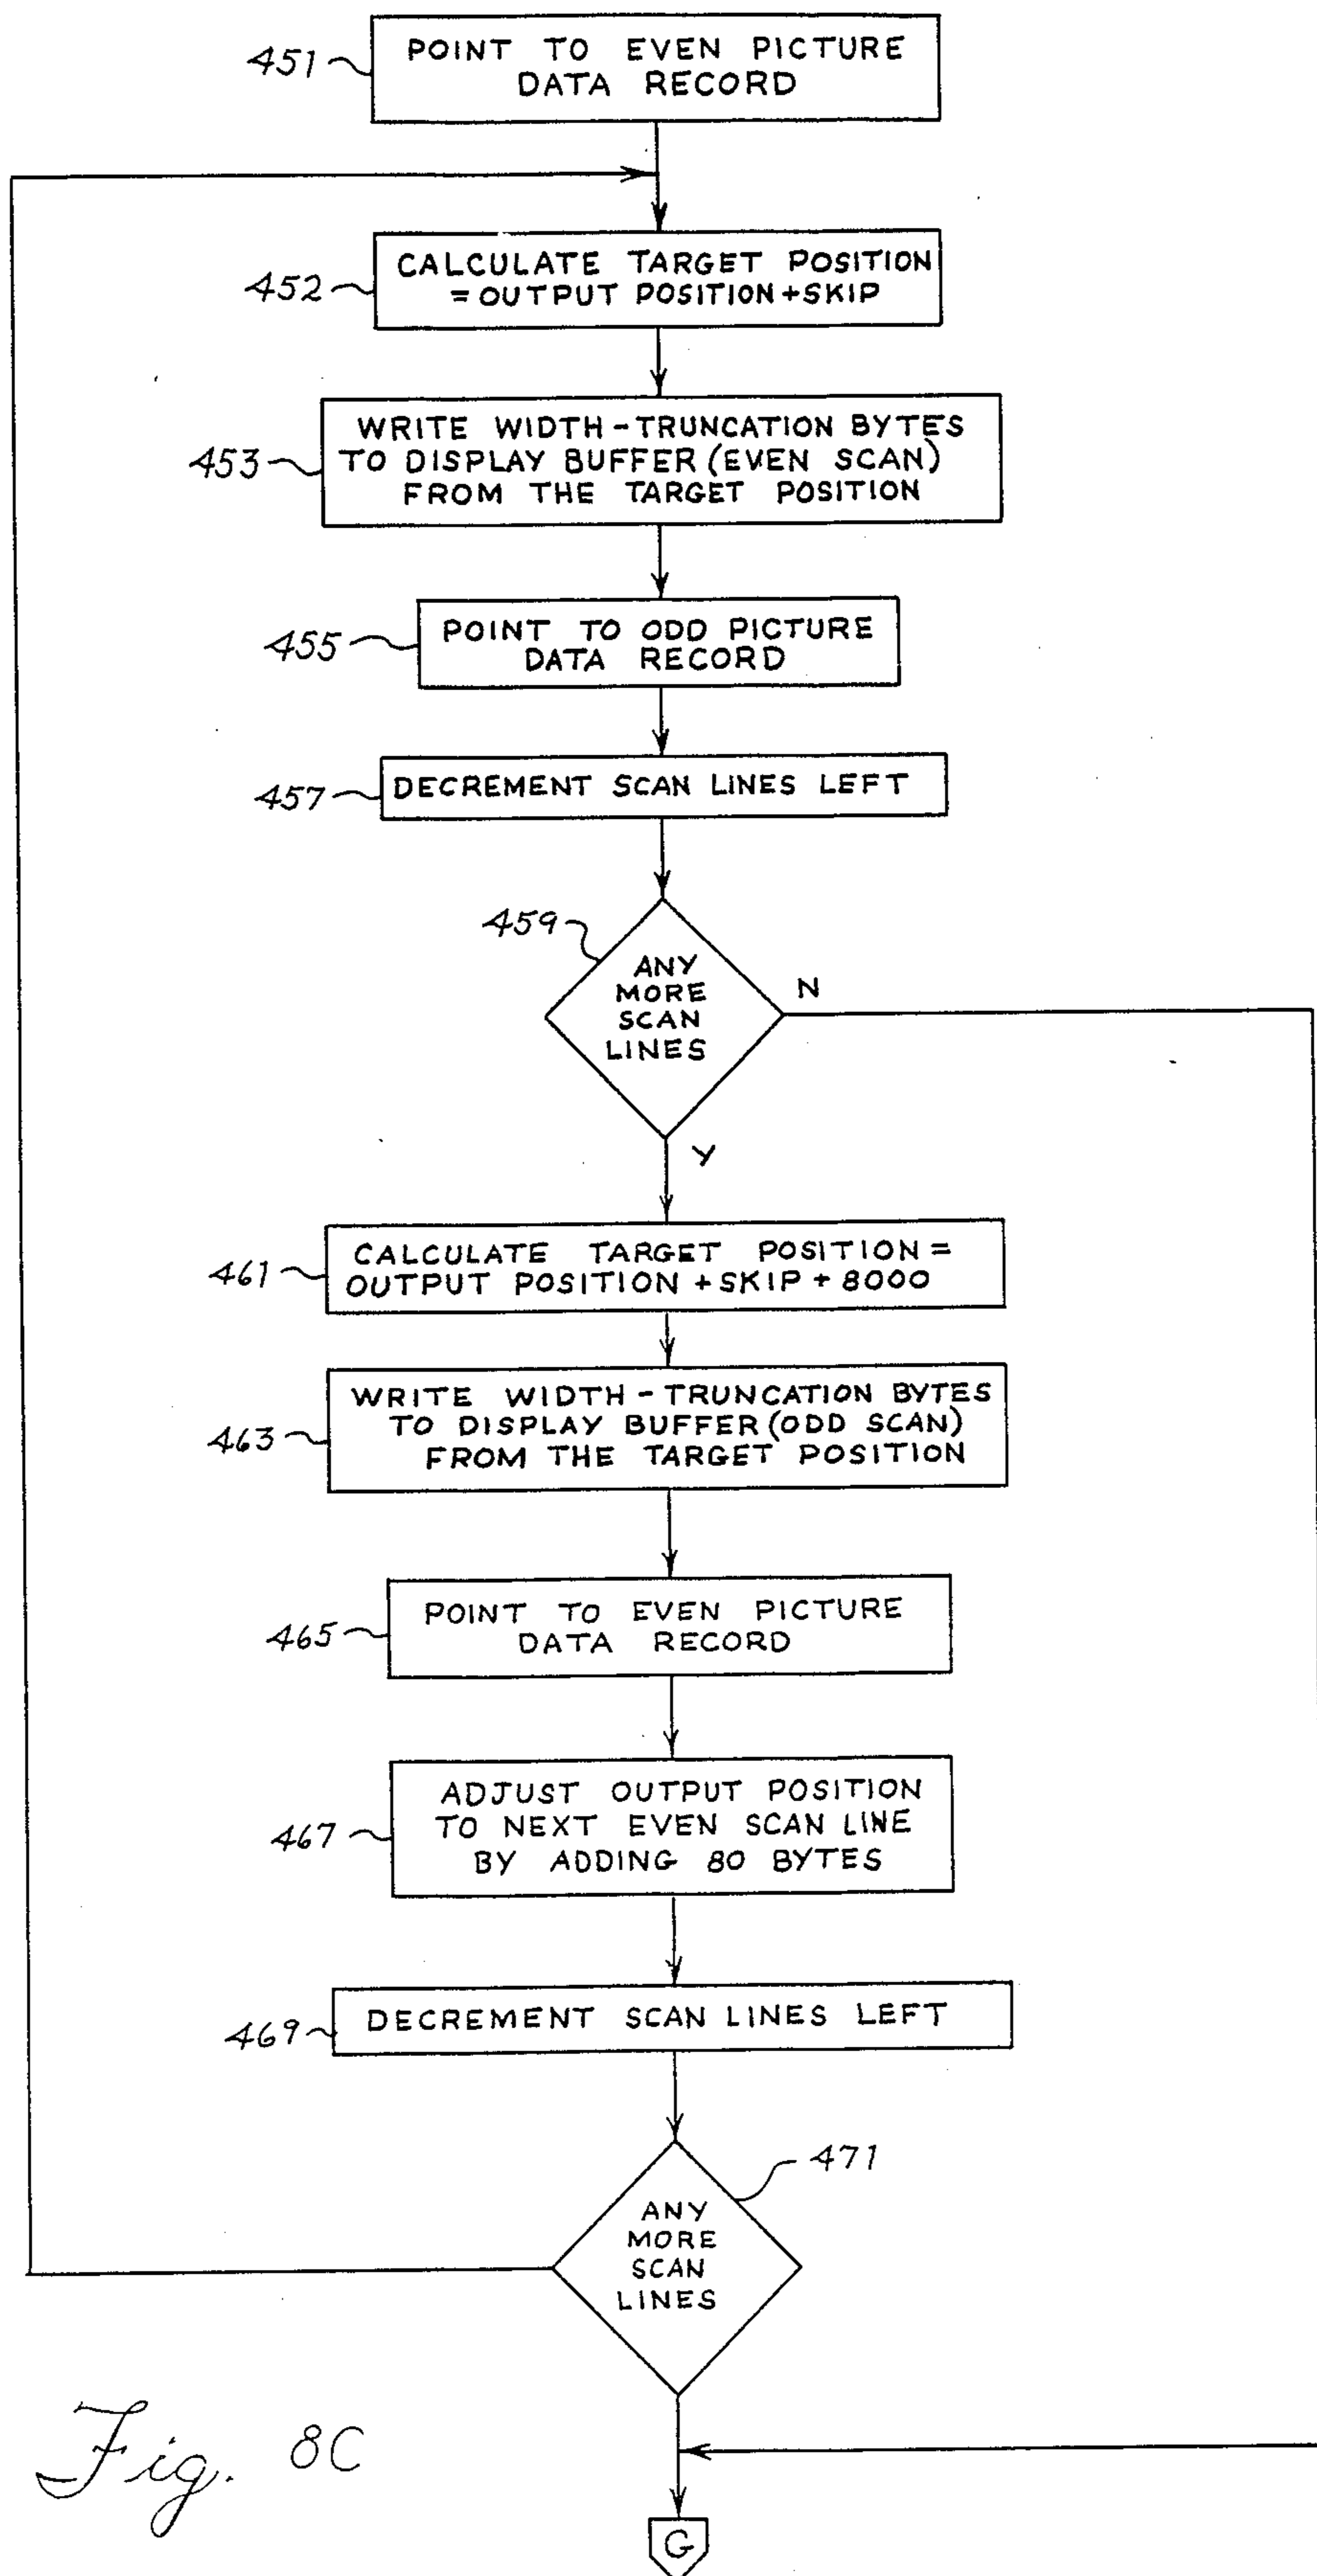 451
POINT TO EVEN PICTURE
DATA RECORD
452
CALCULATE TARGET POSITION
=OUTPUT POSITION+SKIP
453
WRITE WIDTH-TRUNCATION BYTES
TO DISPLAY BUFFER (EVEN SCAN)
FROM THE TARGET POSITION
455
POINT TO ODD PICTURE
DATA RECORD
457
DECREMENT SCAN LINES LEFT
459
ANY
MORE
SCAN
LINES
N
Y
461
CALCULATE TARGET POSITION =
OUTPUT POSITION +SKIP + 8000
463
WRITE WIDTH-TRUNCATION BYTES
TO DISPLAY BUFFER (ODD SCAN)
FROM THE TARGET POSITION
465
POINT TO EVEN PICTURE
DATA RECORD
467
ADJUST OUTPUT POSITION
TO NEXT EVEN SCAN LINE
BY ADDING 80 BYTES
469
DECREMENT SCAN LINES LEFT
471
ANY
MORE
SCAN
LINES
G
Fig. 8C